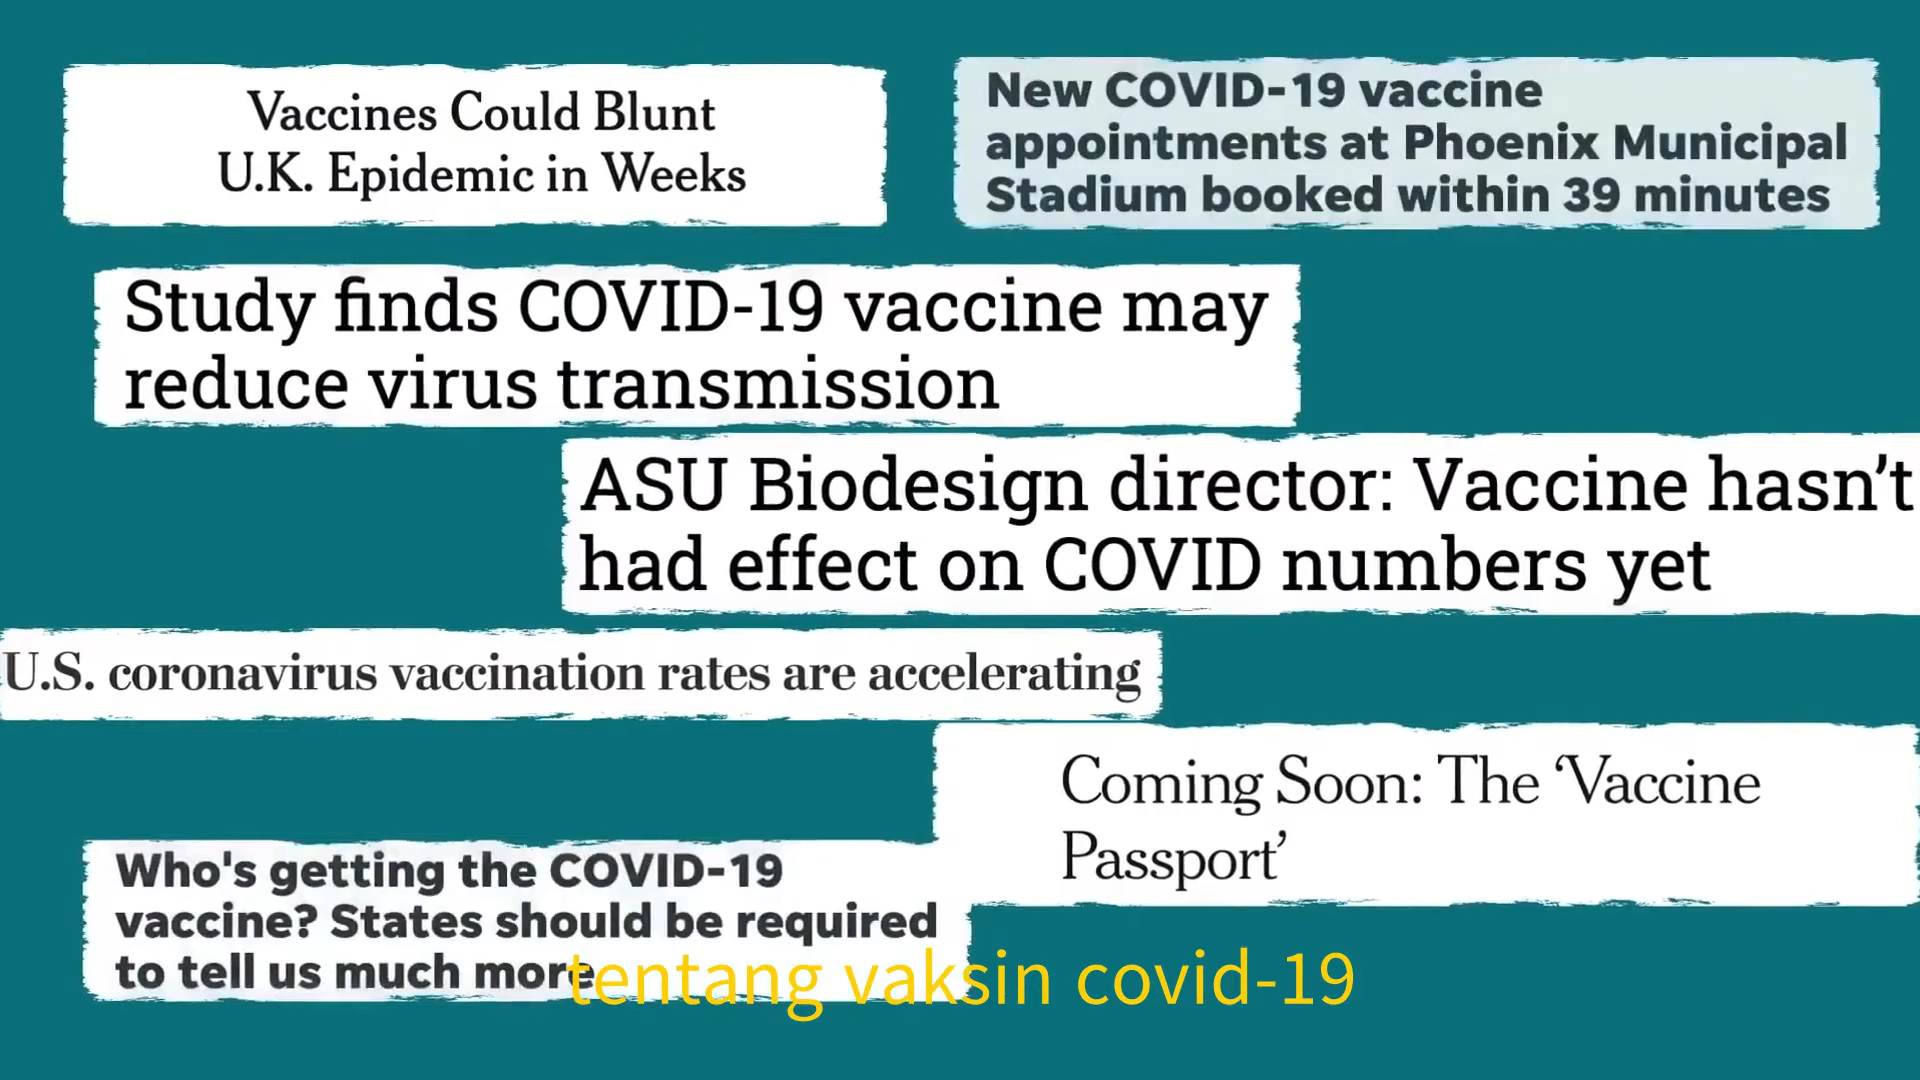 Vaccines Could Blunt
U.K. Epidemic in Weeks
New COVID-19 vaccine
appointments at Phoenix Municipal
Stadium booked within 39 minutes
Study finds COVID-19 vaccine may
reduce virus transmission
ASU Biodesign director: Vaccine hasn’t
had effect on COVID numbers yet
U.S. coronavirus vaccination rates are accelerating
Coming Soon: The ‘Vaccine
Passport’
Who's getting the COVID-19
vaccine? States should be required
to tell us much more
tentang vaksin covid-19